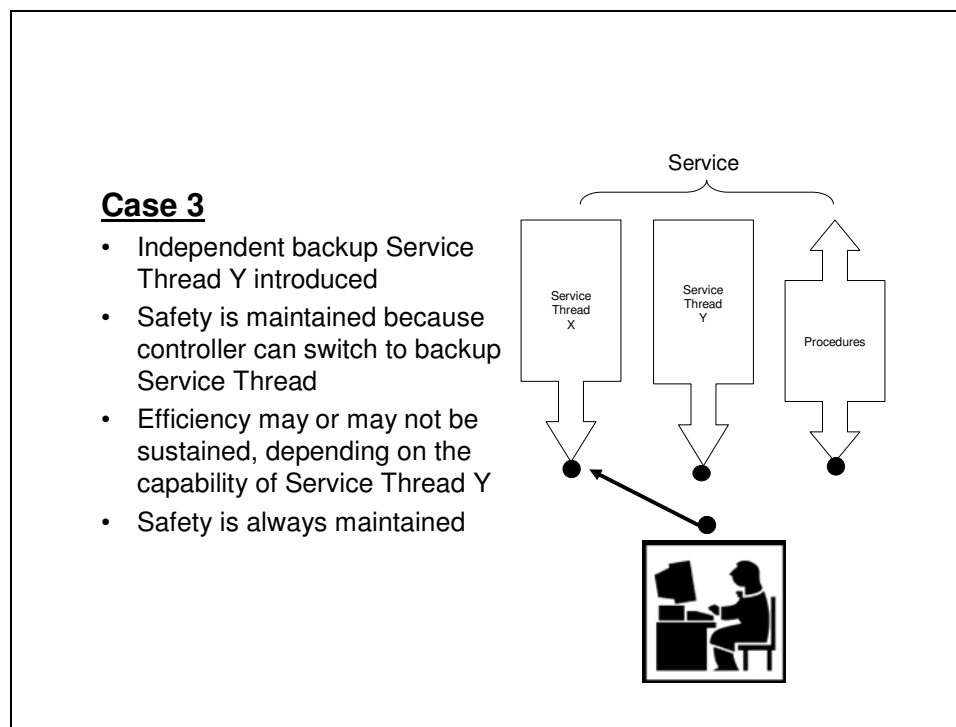 Case 3
• Independent backup Service
Thread Y introduced
• Safety is maintained because
controller can switch to backup
Service Thread
• Efficiency may or may not be
sustained, depending on the
capability of Service Thread Y
• Safety is always maintained
Service
Service
Thread
X
Service
Thread
Y
Procedures